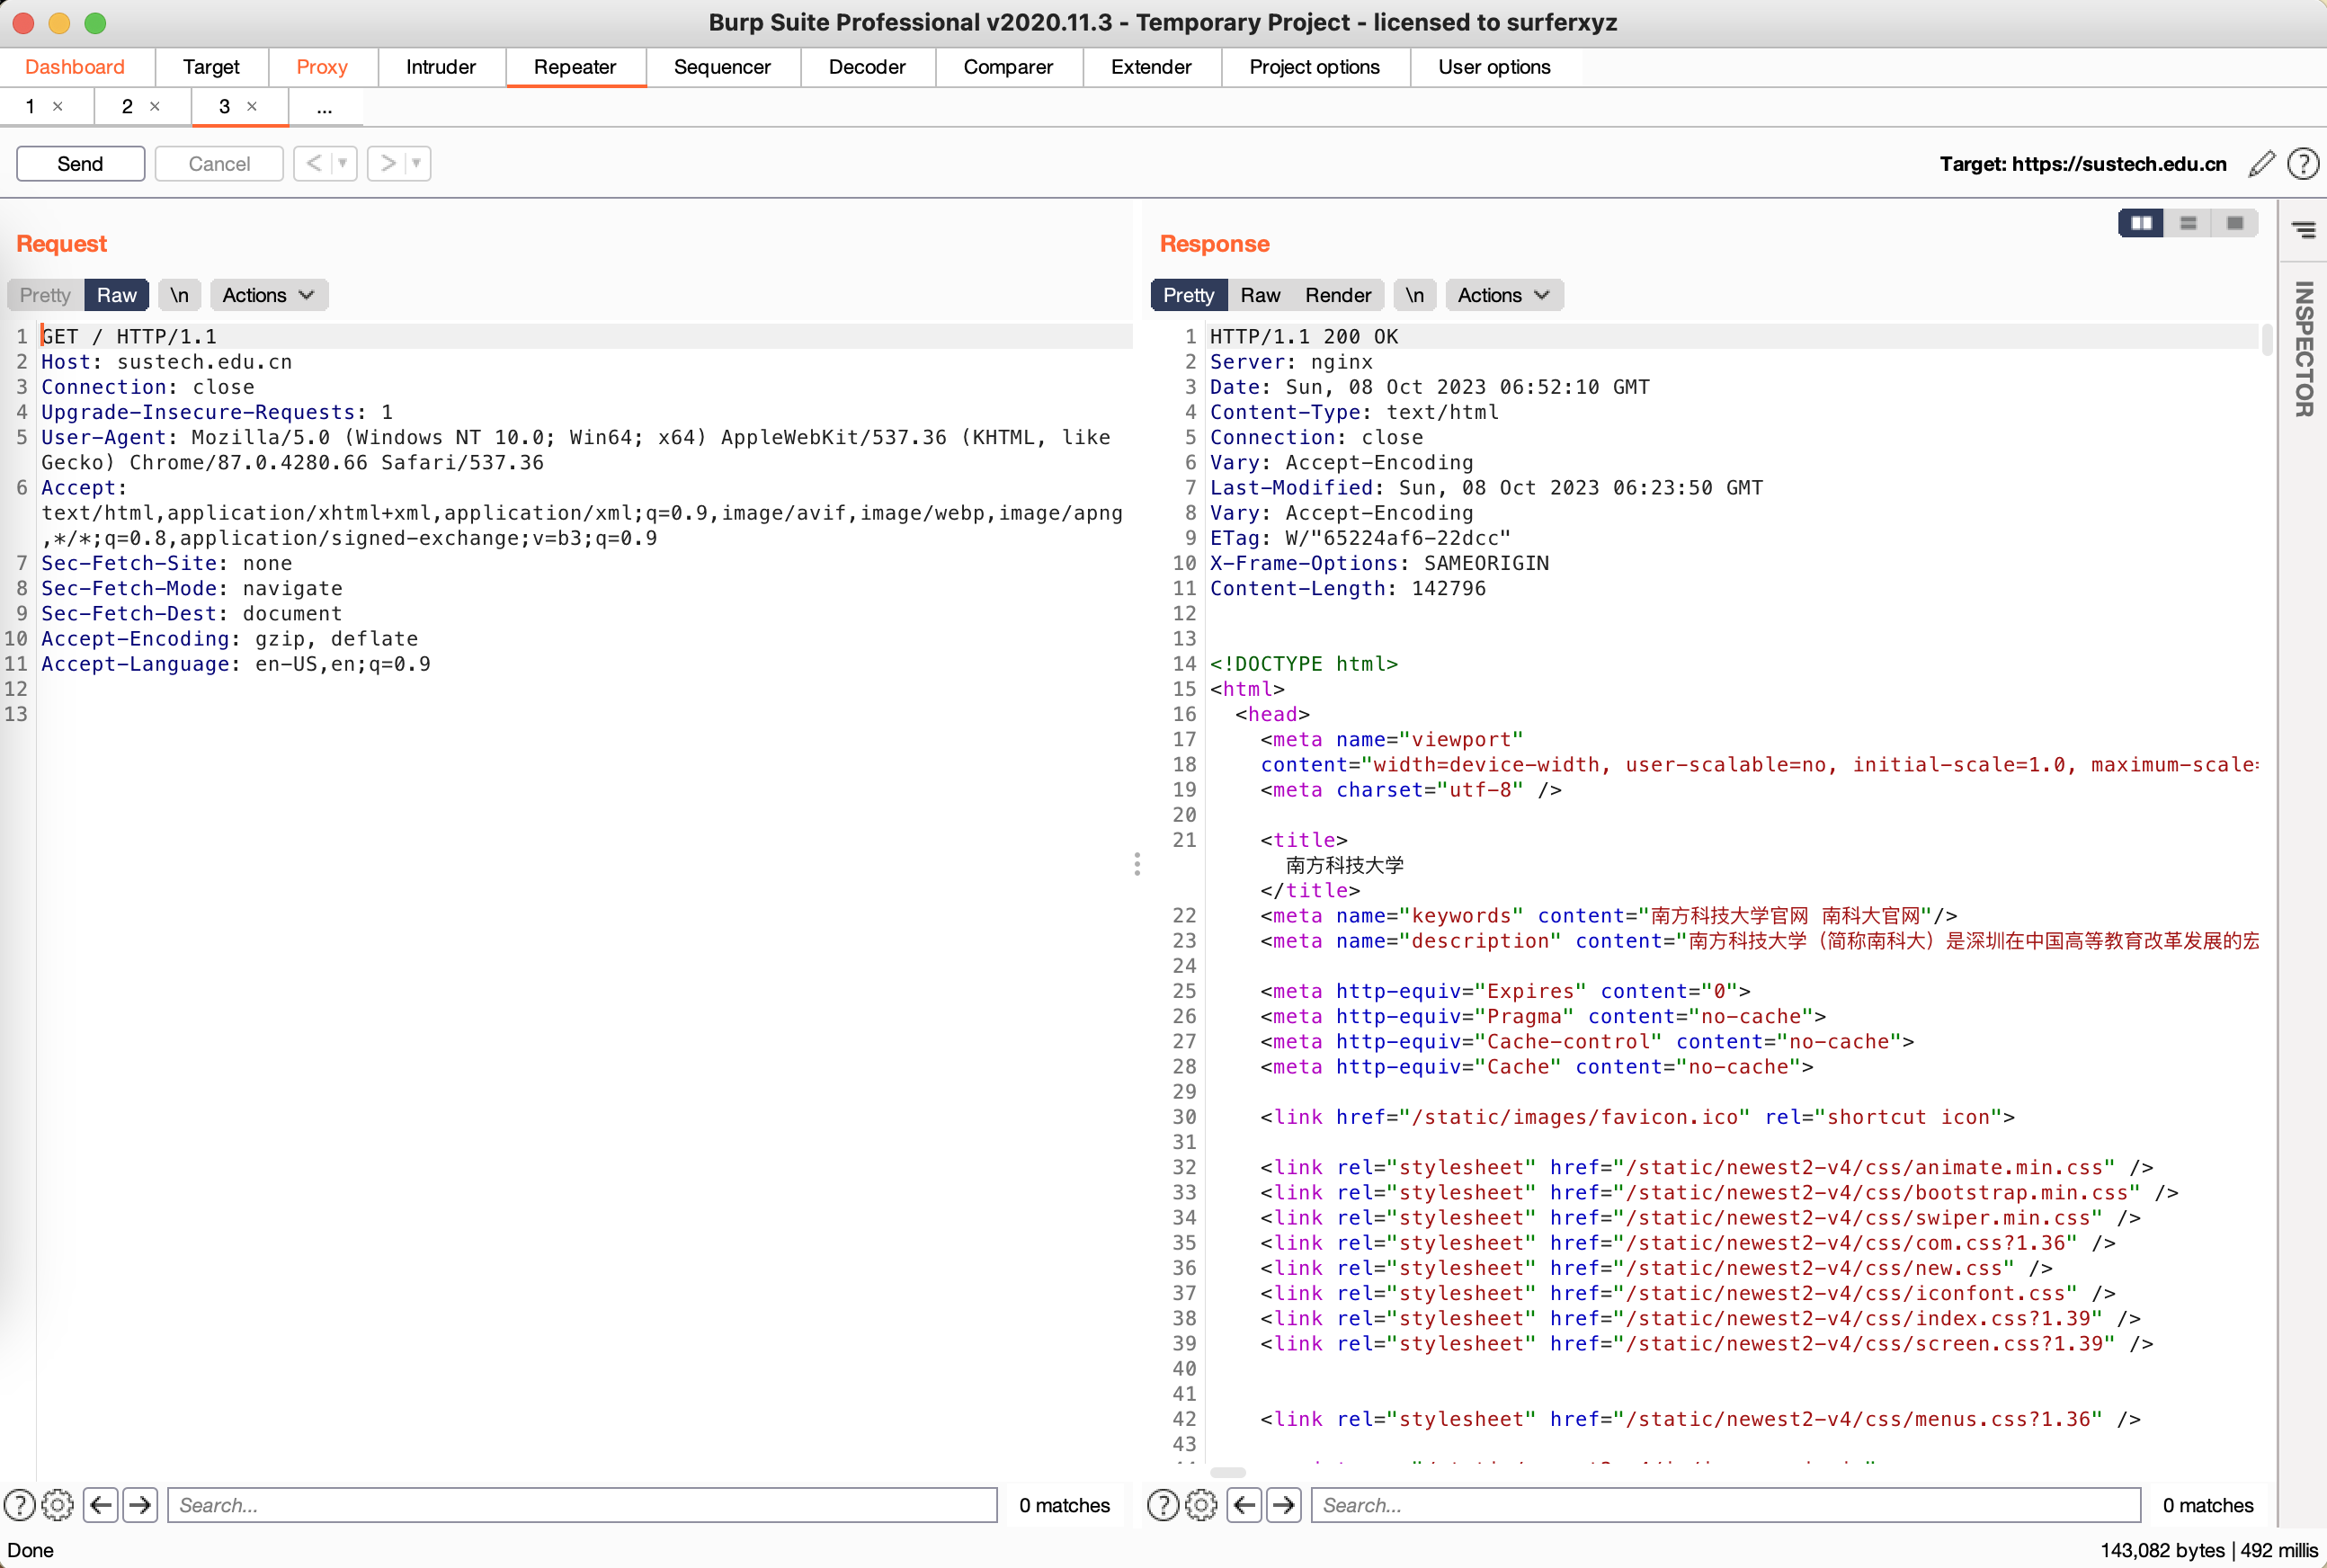 Burp Suite Professional v2020.11.3 - Temporary Project - licensed to surferxyz
Dashboard Target Proxy Intruder Repeater Sequencer Decoder Comparer Extender Project options User options
1 × 2 × 3 × ...
Send Cancel < > Target: https://sustech.edu.cn ?
Request
Pretty Raw \n Actions
1 GET / HTTP/1.1
2 Host: sustech.edu.cn
3 Connection: close
4 Upgrade-Insecure-Requests: 1
5 User-Agent: Mozilla/5.0 (Windows NT 10.0; Win64; x64) AppleWebKit/537.36 (KHTML, like
Gecko) Chrome/87.0.4280.66 Safari/537.36
6 Accept:
text/html,application/xhtml+xml,application/xml;q=0.9,image/avif,image/webp,image/apng
,*/*;q=0.8,application/signed-exchange;v=b3;q=0.9
7 Sec-Fetch-Site: none
8 Sec-Fetch-Mode: navigate
9 Sec-Fetch-Dest: document
10 Accept-Encoding: gzip, deflate
11 Accept-Language: en-US,en;q=0.9
12
13
? Search... 0 matches
Response
Pretty Raw Render \n Actions
1 HTTP/1.1 200 OK
2 Server: nginx
3 Date: Sun, 08 Oct 2023 06:52:10 GMT
4 Content-Type: text/html
5 Connection: close
6 Vary: Accept-Encoding
7 Last-Modified: Sun, 08 Oct 2023 06:23:50 GMT
8 Vary: Accept-Encoding
9 ETag: W/"65224af6-22dcc"
10 X-Frame-Options: SAMEORIGIN
11 Content-Length: 142796
12
13
14 <!DOCTYPE html>
15 <html>
16 <head>
17 <meta name="viewport"
18 content="width=device-width, user-scalable=no, initial-scale=1.0, maximum-scale=
19 <meta charset="utf-8" />
20
21 <title>
南方科技大学
</title>
22 <meta name="keywords" content="南方科技大学官网 南科大官网"/>
23 <meta name="description" content="南方科技大学（简称南科大）是深圳在中国高等教育改革发展的宏
24
25 <meta http-equiv="Expires" content="0">
26 <meta http-equiv="Pragma" content="no-cache">
27 <meta http-equiv="Cache-control" content="no-cache">
28 <meta http-equiv="Cache" content="no-cache">
29
30 <link href="/static/images/favicon.ico" rel="shortcut icon">
31
32 <link rel="stylesheet" href="/static/newest2-v4/css/animate.min.css" />
33 <link rel="stylesheet" href="/static/newest2-v4/css/bootstrap.min.css" />
34 <link rel="stylesheet" href="/static/newest2-v4/css/swiper.min.css" />
35 <link rel="stylesheet" href="/static/newest2-v4/css/com.css?1.36" />
36 <link rel="stylesheet" href="/static/newest2-v4/css/new.css" />
37 <link rel="stylesheet" href="/static/newest2-v4/css/iconfont.css" />
38 <link rel="stylesheet" href="/static/newest2-v4/css/index.css?1.39" />
39 <link rel="stylesheet" href="/static/newest2-v4/css/screen.css?1.39" />
40
41
42 <link rel="stylesheet" href="/static/newest2-v4/css/menus.css?1.36" />
43
? Search... 0 matches
INSPECTOR
Done
143,082 bytes | 492 millis